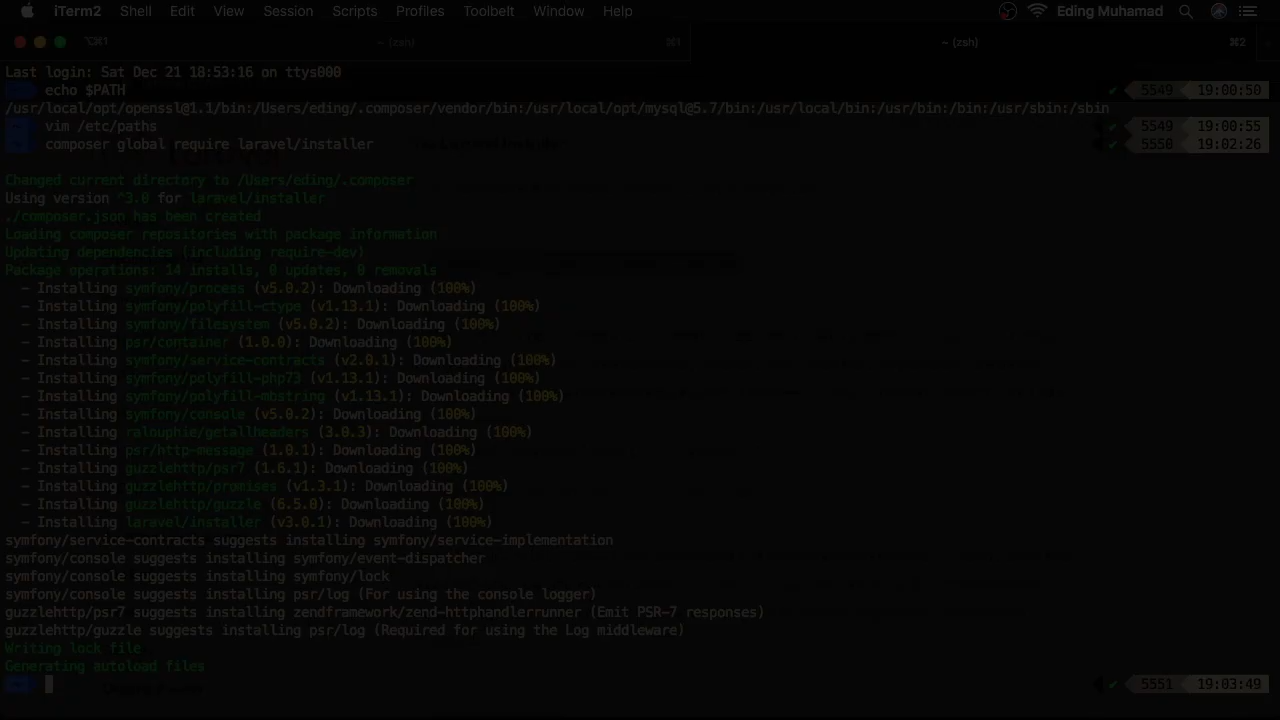 iTerm2 Shell Edit View Session Scripts Profiles Toolbelt Window Help Eding Muhamad
⌥⌘1 ~ (zsh) ⌘1 ~ (zsh) ⌘2
Last login: Sat Dec 21 18:53:16 on ttys000
~ echo $PATH ✔ 5549 19:00:50
/usr/local/opt/openssl@1.1/bin:/Users/eding/.composer/vendor/bin:/usr/local/opt/mysql@5.7/bin:/usr/local/bin:/usr/bin:/bin:/usr/sbin:/sbin
~ vim /etc/paths ✔ 5549 19:00:55
~ composer global require laravel/installer ✔ 5550 19:02:26
Changed current directory to /Users/eding/.composer
Using version ^3.0 for laravel/installer
./composer.json has been created
Loading composer repositories with package information
Updating dependencies (including require-dev)
Package operations: 14 installs, 0 updates, 0 removals
- Installing symfony/process (v5.0.2): Downloading (100%)
- Installing symfony/polyfill-ctype (v1.13.1): Downloading (100%)
- Installing symfony/filesystem (v5.0.2): Downloading (100%)
- Installing psr/container (1.0.0): Downloading (100%)
- Installing symfony/service-contracts (v2.0.1): Downloading (100%)
- Installing symfony/polyfill-php73 (v1.13.1): Downloading (100%)
- Installing symfony/polyfill-mbstring (v1.13.1): Downloading (100%)
- Installing symfony/console (v5.0.2): Downloading (100%)
- Installing ralouphie/getallheaders (3.0.3): Downloading (100%)
- Installing psr/http-message (1.0.1): Downloading (100%)
- Installing guzzlehttp/psr7 (1.6.1): Downloading (100%)
- Installing guzzlehttp/promises (v1.3.1): Downloading (100%)
- Installing guzzlehttp/guzzle (6.5.0): Downloading (100%)
- Installing laravel/installer (v3.0.1): Downloading (100%)
symfony/service-contracts suggests installing symfony/service-implementation
symfony/console suggests installing symfony/event-dispatcher
symfony/console suggests installing symfony/lock
symfony/console suggests installing psr/log (For using the console logger)
guzzlehttp/psr7 suggests installing zendframework/zend-httphandlerrunner (Emit PSR-7 responses)
guzzlehttp/guzzle suggests installing psr/log (Required for using the Log middleware)
Writing lock file
Generating autoload files
~ ✔ 5551 19:03:49